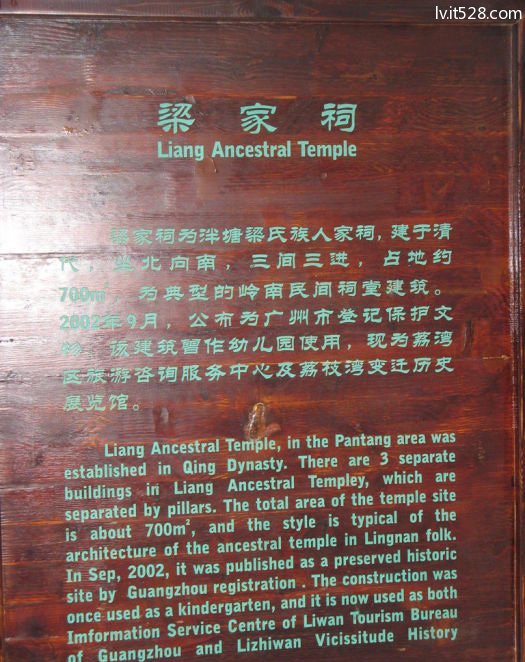 lv.it528.com
梁家祠
Liang Ancestral Temple
梁家祠为泮塘梁氏族人家祠，建于清
代，坐北向南，三间三进，占地约
700㎡，为典型的岭南民间祠堂建筑。
2002年9月，公布为广州市登记保护文
物。该建筑曾作幼儿园使用，现为荔湾
区旅游咨询服务中心及荔枝湾变迁历史
展览馆。
Liang Ancestral Temple, in the Pantang area was
established in Qing Dynasty. There are 3 separate
buildings in Liang Ancestral Templey, which are
separated by pillars. The total area of the temple site
is about 700㎡, and the style is typical of the
architecture of the ancestral temple in Lingnan folk.
In Sep, 2002, it was published as a preserved historic
site by Guangzhou registration . The construction was
once used as a kindergarten, and it is now used as both
Imformation Service Centre of Liwan Tourism Bureau
of Guangzhou and Lizhiwan Vicissitude History